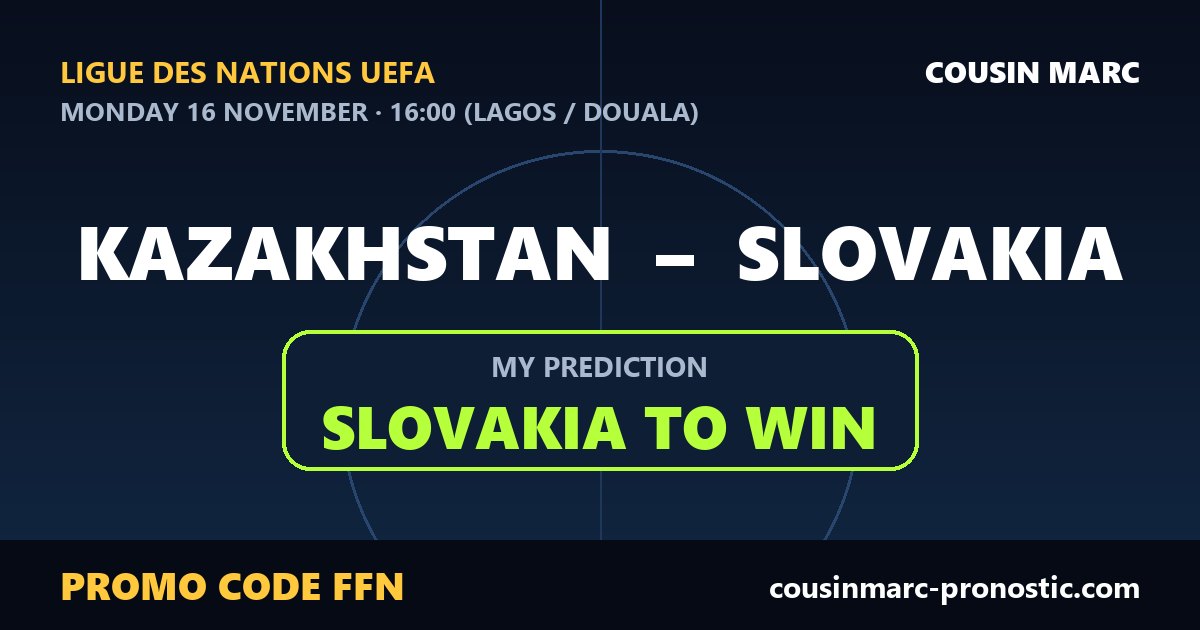 LIGUE DES NATIONS UEFA
COUSIN MARC
MONDAY 16 NOVEMBER · 16:00 (LAGOS / DOUALA)
KAZAKHSTAN – SLOVAKIA
MY PREDICTION
SLOVAKIA TO WIN
PROMO CODE FFN
cousinmarc-pronostic.com